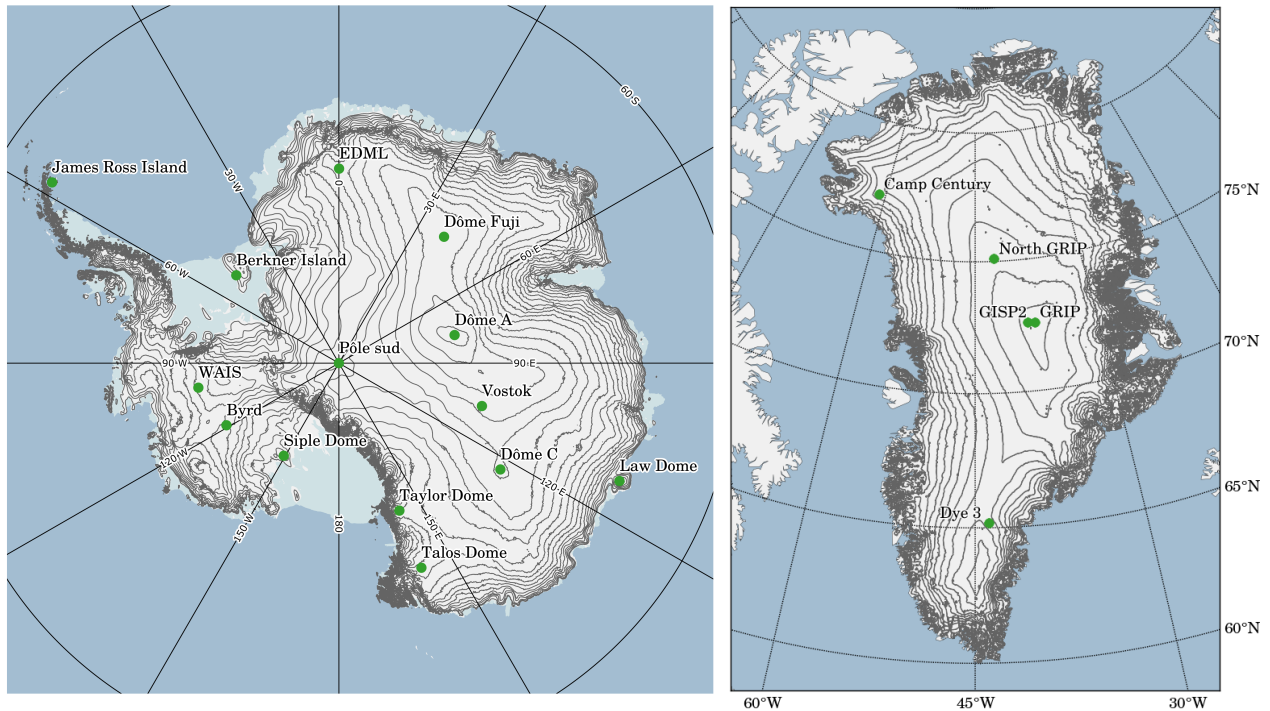 60°S
James Ross Island
EDML
0
30°W
30°E
Dôme Fuji
60°E
Berkner Island
60°W
Dôme A
Pôle sud
90°W
90°E
WAIS
Vostok
Byrd
Siple Dome
Dôme C
120°W
Law Dome
120°E
Taylor Dome
150°W
180
150°E
Talos Dome
Camp Century
75°N
North GRIP
GISP2
GRIP
70°N
65°N
Dye 3
60°N
60°W
45°W
30°W